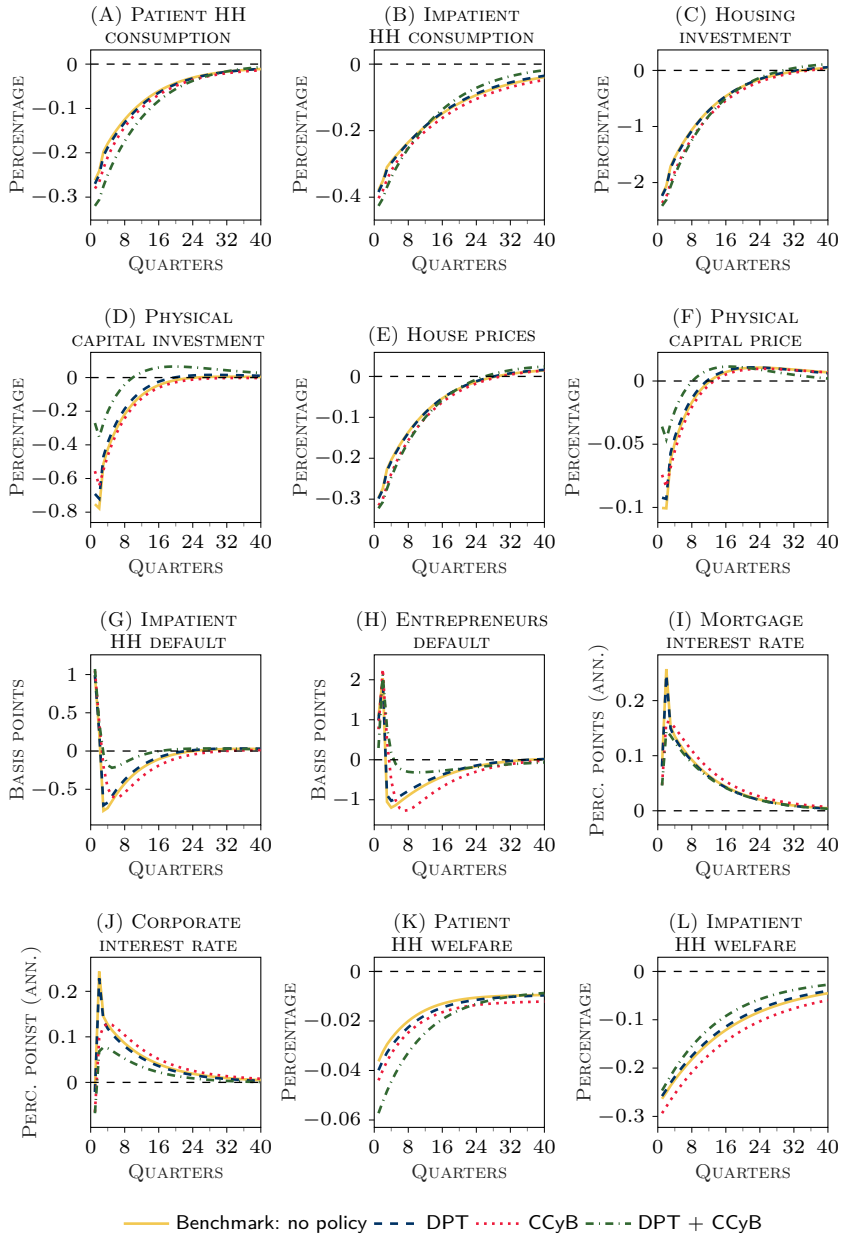 (A) Patient HH consumption
(B) Impatient HH consumption
(C) Housing investment
Percentage
0
−0.1
−0.2
−0.3
0 8 16 24 32 40
Quarters
Percentage
0
−0.2
−0.4
0 8 16 24 32 40
Quarters
Percentage
0
−1
−2
0 8 16 24 32 40
Quarters
(D) Physical capital investment
(E) House prices
(F) Physical capital price
Percentage
0
−0.2
−0.4
−0.6
−0.8
0 8 16 24 32 40
Quarters
Percentage
0
−0.1
−0.2
−0.3
0 8 16 24 32 40
Quarters
Percentage
0
−0.05
−0.1
0 8 16 24 32 40
Quarters
(G) Impatient HH default
(H) Entrepreneurs default
(I) Mortgage interest rate
Basis points
1
0.5
0
−0.5
0 8 16 24 32 40
Quarters
Basis points
2
1
0
−1
0 8 16 24 32 40
Quarters
Perc. points (ann.)
0.2
0.1
0
0 8 16 24 32 40
Quarters
(J) Corporate interest rate
(K) Patient HH welfare
(L) Impatient HH welfare
Perc. poinst (ann.)
0.2
0.1
0
0 8 16 24 32 40
Quarters
Percentage
0
−0.02
−0.04
−0.06
0 8 16 24 32 40
Quarters
Percentage
0
−0.1
−0.2
−0.3
0 8 16 24 32 40
Quarters
Benchmark: no policy DPT CCyB DPT + CCyB